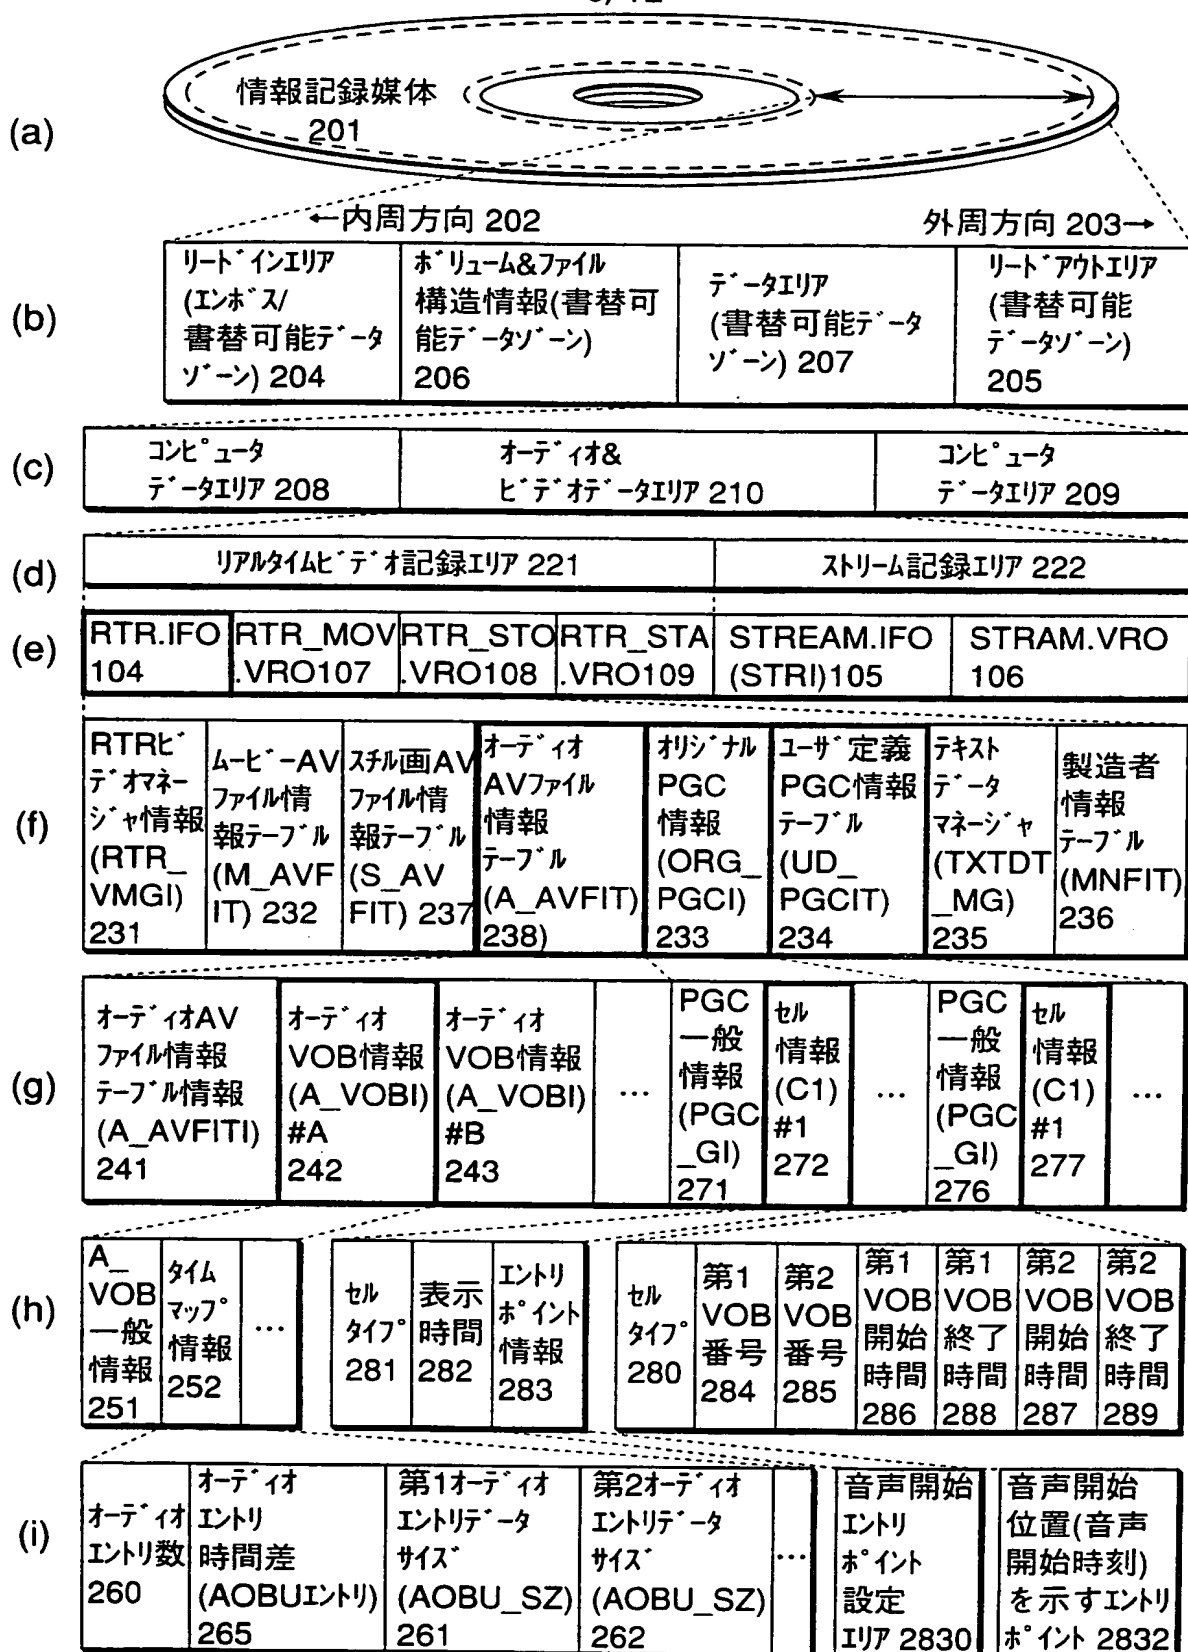 (a)
情報記録媒体
201
←内周方向 202
外周方向 203→
(b)
リードインエリア
(エンボス/
書替可能データ
ゾーン) 204
ボリューム&ファイル
構造情報(書替可
能データゾーン)
206
データエリア
(書替可能データ
ゾーン) 207
リードアウトエリア
(書替可能
データゾーン)
205
(c)
コンピュータ
データエリア 208
オーディオ&
ビデオデータエリア 210
コンピュータ
データエリア 209
(d)
リアルタイムビデオ記録エリア 221
ストリーム記録エリア 222
(e)
RTR.IFO
104
RTR_MOV
.VRO107
RTR_STO
.VRO108
RTR_STA
.VRO109
STREAM.IFO
(STRI)105
STRAM.VRO
106
(f)
RTRビ
デオマネー
ジャ情報
(RTR_
VMGI)
231
ムービーAV
ファイル情
報テーブル
(M_AVF
IT) 232
スチル画AV
ファイル情
報テーブル
(S_AV
FIT) 237
オーディオ
AVファイル
情報
テーブル
(A_AVFIT)
238)
オリジナル
PGC
情報
(ORG_
PGCI)
233
ユーザ定義
PGC情報
テーブル
(UD_
PGCIT)
234
テキスト
データ
マネージャ
(TXTDT
_MG)
235
製造者
情報
テーブル
(MNFIT)
236
(g)
オーディオAV
ファイル情報
テーブル情報
(A_AVFITI)
241
オーディオ
VOB情報
(A_VOBI)
#A
242
オーディオ
VOB情報
(A_VOBI)
#B
243
…
PGC
一般
情報
(PGC
_GI)
271
セル
情報
(C1)
#1
272
…
PGC
一般
情報
(PGC
_GI)
276
セル
情報
(C1)
#1
277
…
(h)
A_
VOB
一般
情報
251
タイム
マップ
情報
252
…
セル
タイプ
281
表示
時間
282
エントリ
ポイント
情報
283
セル
タイプ
280
第1
VOB
番号
284
第2
VOB
番号
285
第1
VOB
開始
時間
286
第1
VOB
終了
時間
288
第2
VOB
開始
時間
287
第2
VOB
終了
時間
289
(i)
オーディオ
エントリ数
260
オーディオ
エントリ
時間差
(AOBUエントリ)
265
第1オーディオ
エントリデータ
サイズ
(AOBU_SZ)
261
第2オーディオ
エントリデータ
サイズ
(AOBU_SZ)
262
…
音声開始
エントリ
ポイント
設定
エリア 2830
音声開始
位置(音声
開始時刻)
を示すエントリ
ポイント 2832